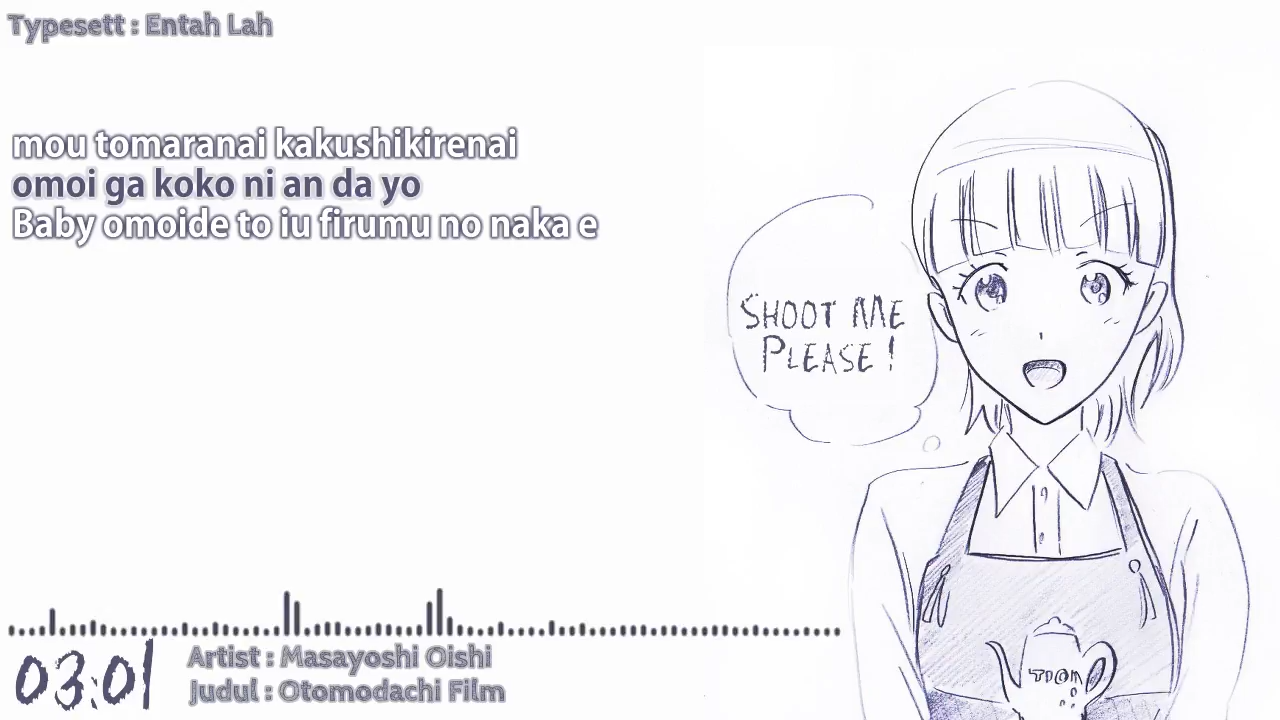 Typesett : Entah Lah
mou tomaranai kakushikirenai
omoi ga koko ni an da yo
Baby omoide to iu firumu no naka e
SHOOT ME
PLEASE !
TION
03:01
Artist : Masayoshi Oishi
Judul : Otomodachi Film